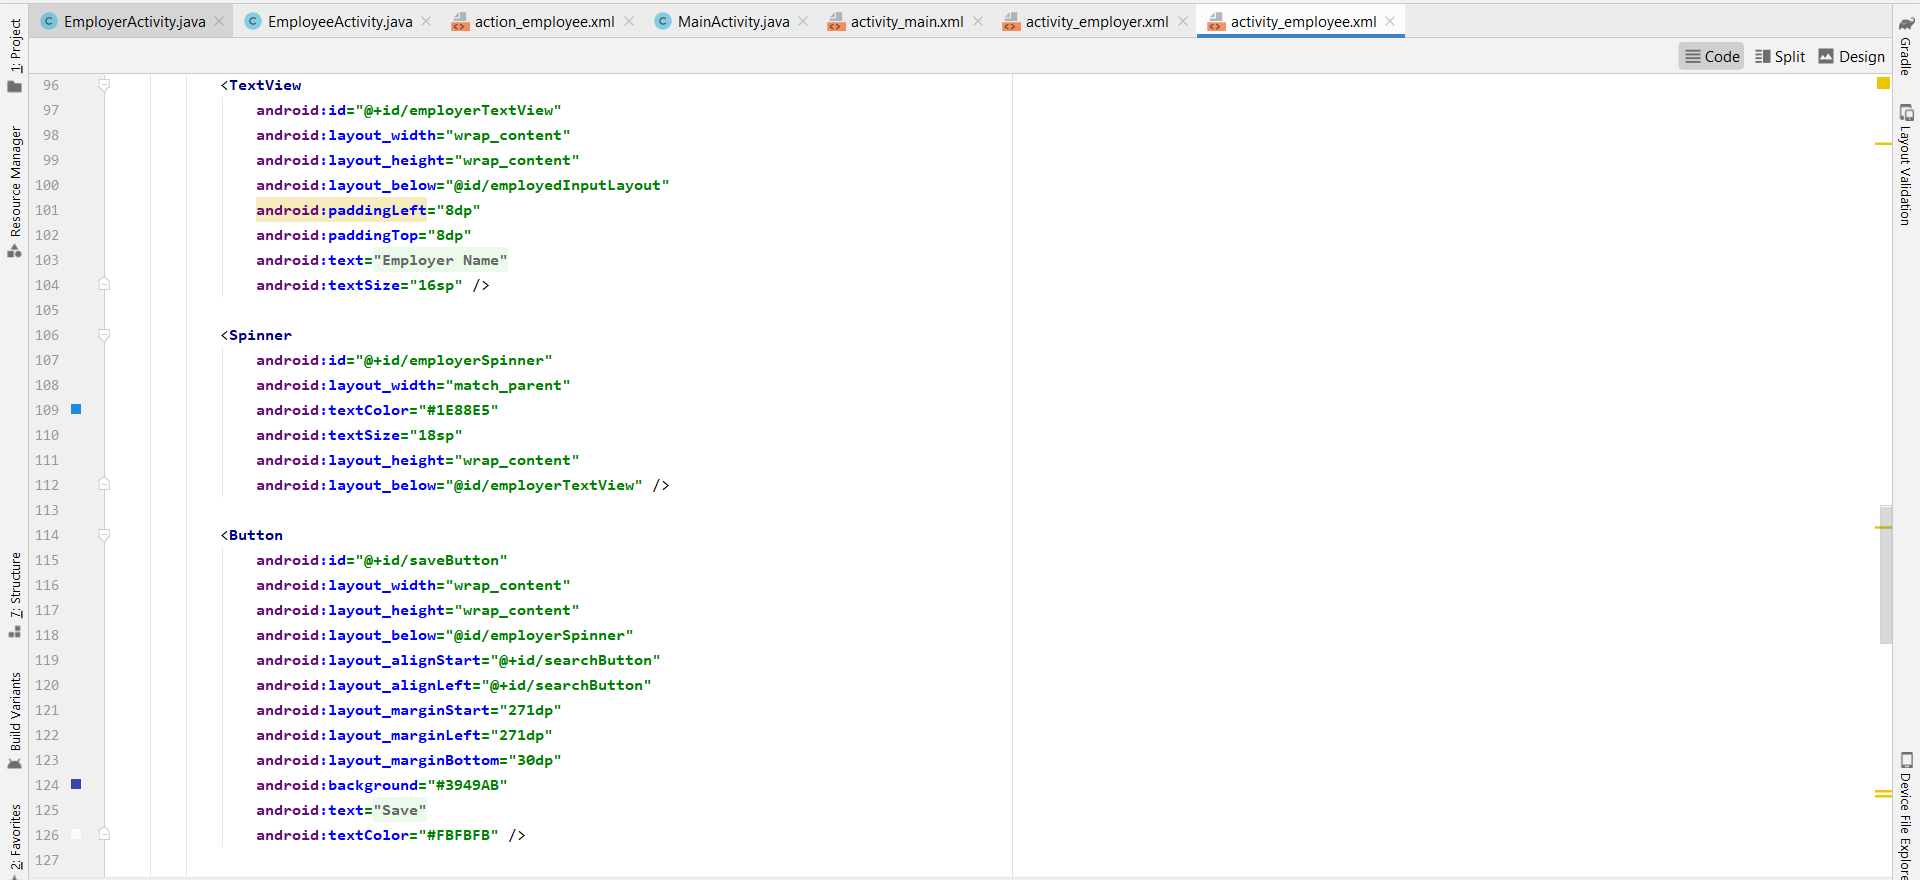 EmployerActivity.java EmployeeActivity.java action_employee.xml MainActivity.java activity_main.xml activity_employer.xml activity_employee.xml
Code Split Design
1: Project
Resource Manager
7: Structure
Build Variants
2: Favorites
96 <TextView
97 android:id="@+id/employerTextView"
98 android:layout_width="wrap_content"
99 android:layout_height="wrap_content"
100 android:layout_below="@id/employedInputLayout"
101 android:paddingLeft="8dp"
102 android:paddingTop="8dp"
103 android:text="Employer Name"
104 android:textSize="16sp" />
105
106 <Spinner
107 android:id="@+id/employerSpinner"
108 android:layout_width="match_parent"
109 android:textColor="#1E88E5"
110 android:textSize="18sp"
111 android:layout_height="wrap_content"
112 android:layout_below="@id/employerTextView" />
113
114 <Button
115 android:id="@+id/saveButton"
116 android:layout_width="wrap_content"
117 android:layout_height="wrap_content"
118 android:layout_below="@id/employerSpinner"
119 android:layout_alignStart="@+id/searchButton"
120 android:layout_alignLeft="@+id/searchButton"
121 android:layout_marginStart="271dp"
122 android:layout_marginLeft="271dp"
123 android:layout_marginBottom="30dp"
124 android:background="#3949AB"
125 android:text="Save"
126 android:textColor="#FBFBFB" />
127
Gradle
Layout Validation
Device File Explore